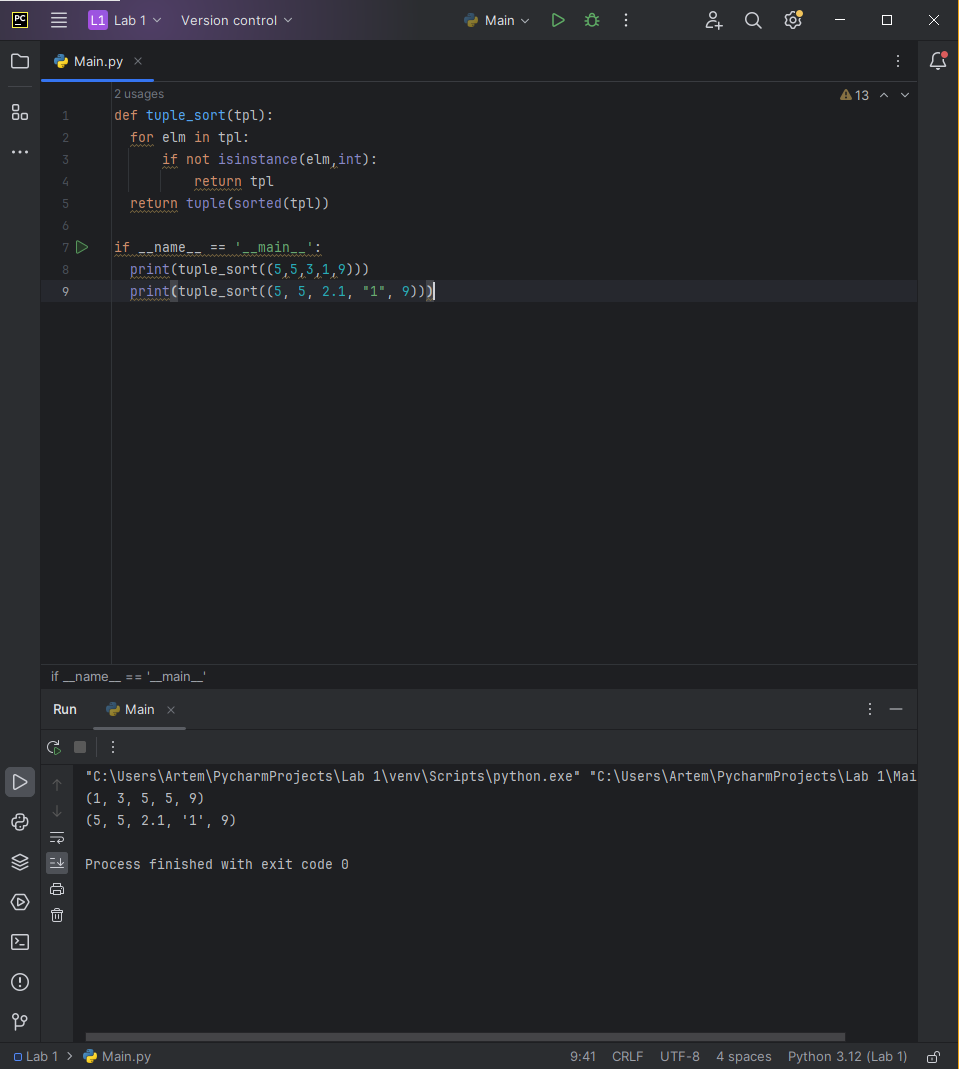 PC L1 Lab 1 Version control Main
Main.py
2 usages
13
1 def tuple_sort(tpl):
2 for elm in tpl:
3 if not isinstance(elm,int):
4 return tpl
5 return tuple(sorted(tpl))
6
7 if __name__ == '__main__':
8 print(tuple_sort((5,5,3,1,9)))
9 print(tuple_sort((5, 5, 2.1, "1", 9)))
if __name__ == '__main__'
Run Main
"C:\Users\Artem\PycharmProjects\Lab 1\venv\Scripts\python.exe" "C:\Users\Artem\PycharmProjects\Lab 1\Mai
(1, 3, 5, 5, 9)
(5, 5, 2.1, '1', 9)
Process finished with exit code 0
Lab 1 > Main.py 9:41 CRLF UTF-8 4 spaces Python 3.12 (Lab 1)